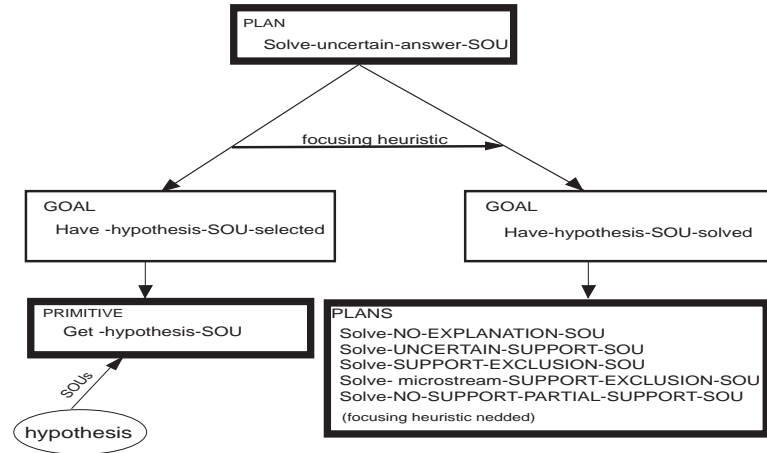 PLAN
Solve-uncertain-answer-SOU
focusing heuristic
GOAL
Have -hypothesis-SOU-selected
GOAL
Have-hypothesis-SOU-solved
PRIMITIVE
Get -hypothesis-SOU
SOUs
hypothesis
PLANS
Solve-NO-EXPLANATION-SOU
Solve-UNCERTAIN-SUPPORT-SOU
Solve-SUPPORT-EXCLUSION-SOU
Solve- microstream-SUPPORT-EXCLUSION-SOU
Solve-NO-SUPPORT-PARTIAL-SUPPORT-SOU
(focusing heuristic nedded)